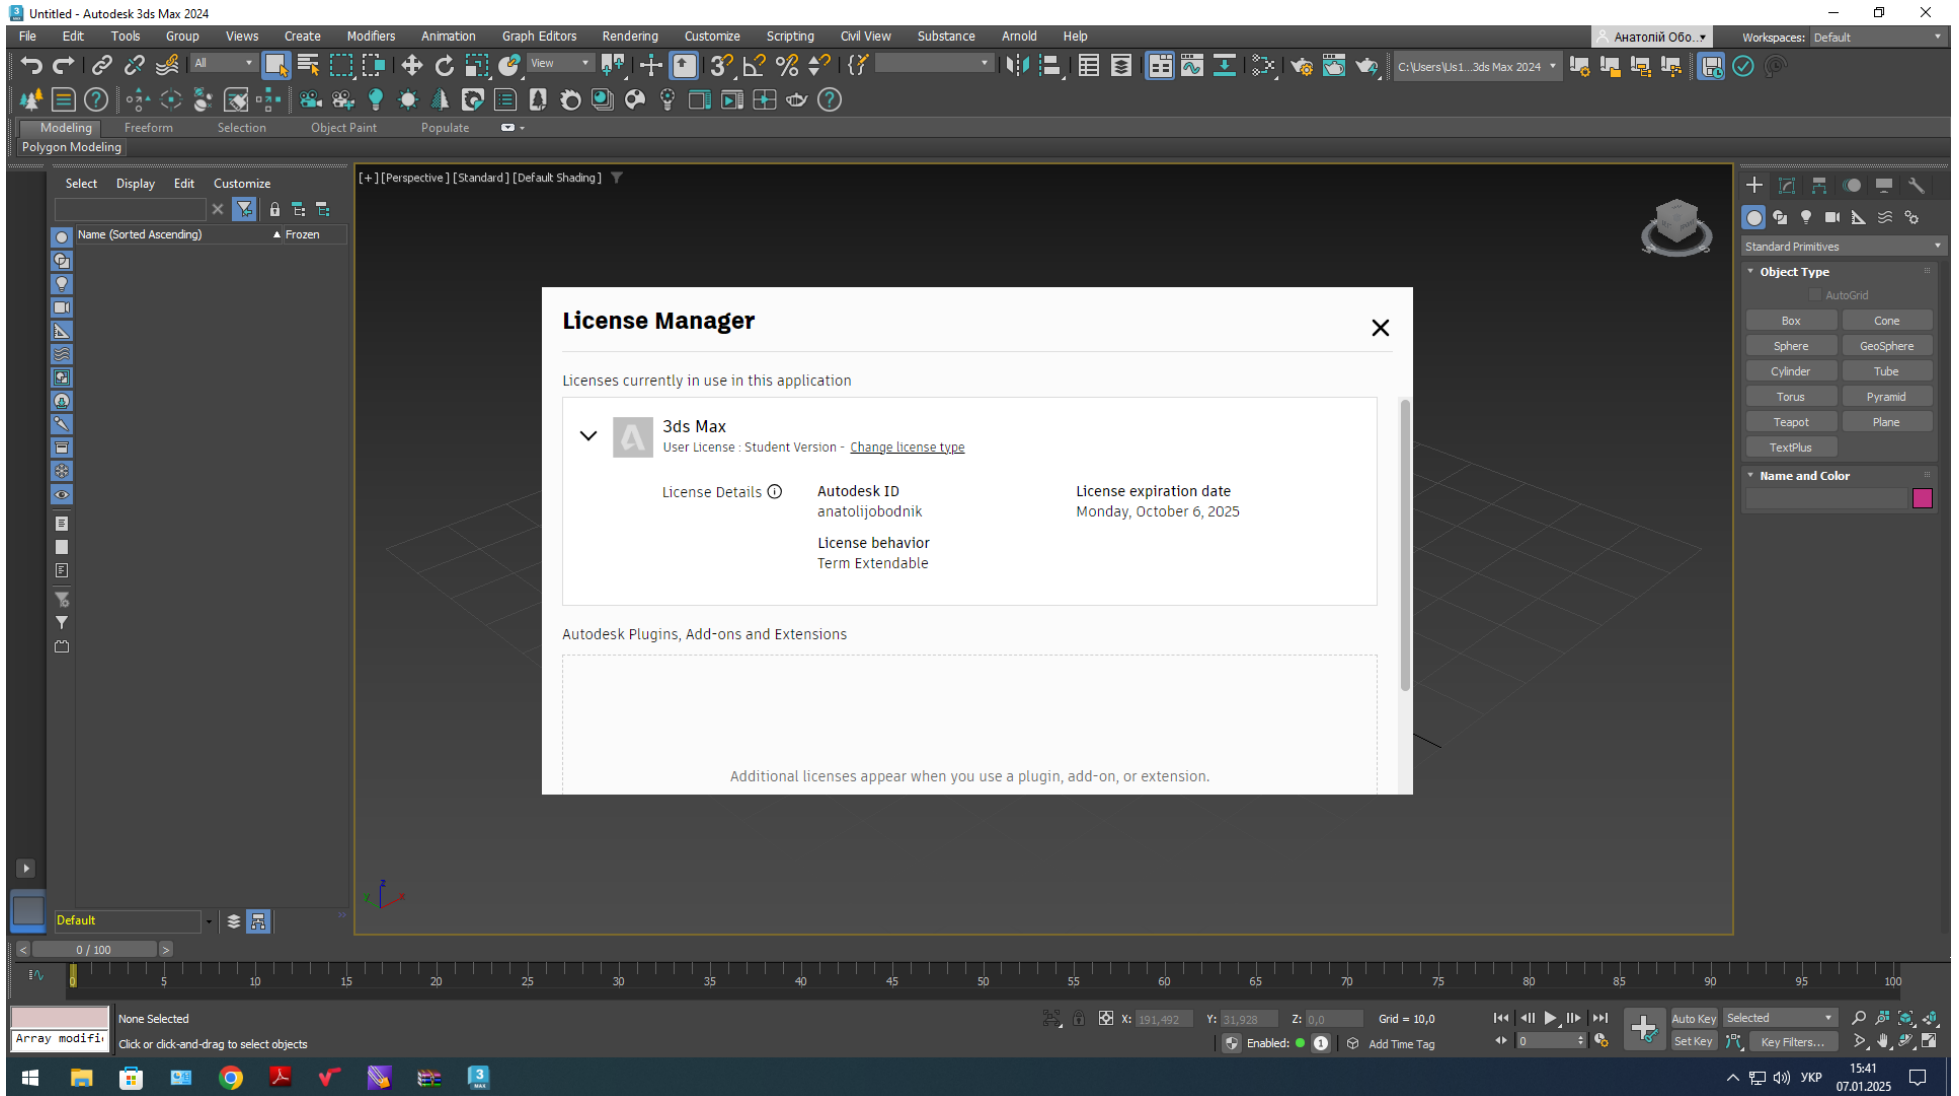 Untitled - Autodesk 3ds Max 2024
File Edit Tools Group Views Create Modifiers Animation Graph Editors Rendering Customize Scripting Civil View Substance Arnold Help
Анатолій Обо...
Workspaces: Default
All
View
C:\Users\Us1...3ds Max 2024
Modeling Freeform Selection Object Paint Populate
Polygon Modeling
Select Display Edit Customize
Name (Sorted Ascending) Frozen
[+] [Perspective ] [Standard ] [Default Shading ]
Standard Primitives
Object Type
AutoGrid
Box Cone
Sphere GeoSphere
Cylinder Tube
Torus Pyramid
Teapot Plane
TextPlus
Name and Color
License Manager
Licenses currently in use in this application
3ds Max
User License : Student Version - Change license type
License Details
Autodesk ID
anatolijobodnik
License expiration date
Monday, October 6, 2025
License behavior
Term Extendable
Autodesk Plugins, Add-ons and Extensions
Additional licenses appear when you use a plugin, add-on, or extension.
z
x
Default
0 / 100
0 5 10 15 20 25 30 35 40 45 50 55 60 65 70 75 80 85 90 95 100
None Selected
Array modifi
Click or click-and-drag to select objects
X: 191,492 Y: 31,928 Z: 0,0 Grid = 10,0
Enabled: 1 Add Time Tag
0
Auto Key Selected
Set Key Key Filters...
3
MAX
УКР
15:41
07.01.2025